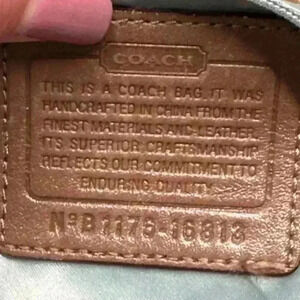 COACH
THIS IS A COACH BAG. IT WAS
HANDCRAFTED IN CHINA FROM THE
FINEST MATERIALS AND LEATHER.
ITS SUPERIOR CRAFTSMANSHIP
REFLECTS OUR COMMITMENT TO
ENDURING QUALITY.
Nº B1175-16313